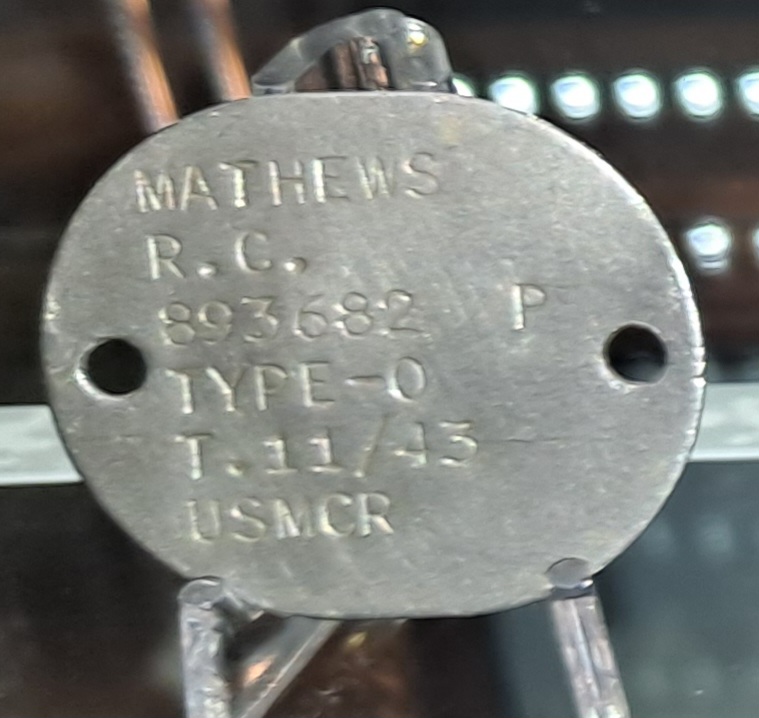 MATHEWS
R.C.
893682 P
TYPE-O
T.11/43
USMCR